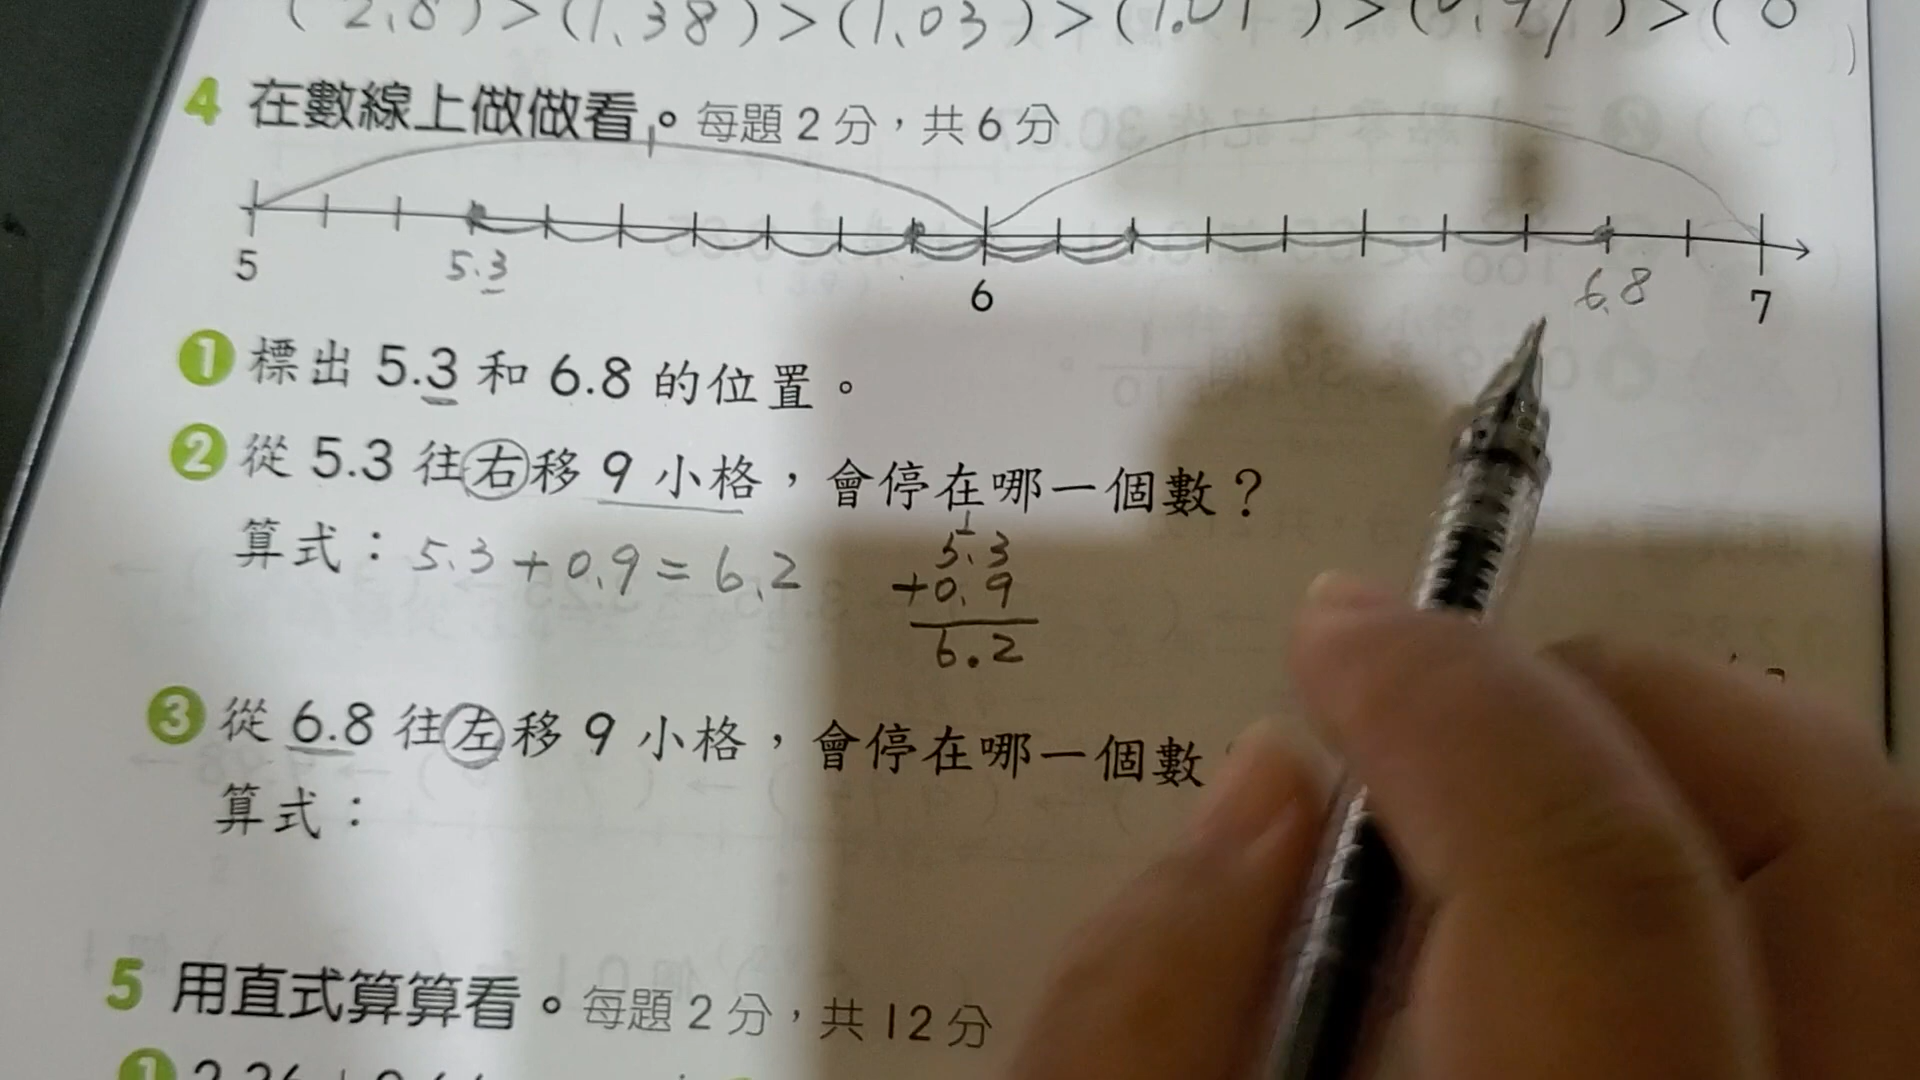 (2.8)>(1.38)>(1.03)>(1.01)>(0.97)>(0
4 在數線上做做看。每題2分，共6分
5 5.3 6 6.8 7
1 標出 5.3 和 6.8 的位置。
2 從 5.3 往右移 9 小格，會停在哪一個數？
算式：5.3+0.9=6.2
1
5.3
+0.9
6.2
3 從 6.8 往左移 9 小格，會停在哪一個數
算式：
5 用直式算算看。每題2分，共12分
1